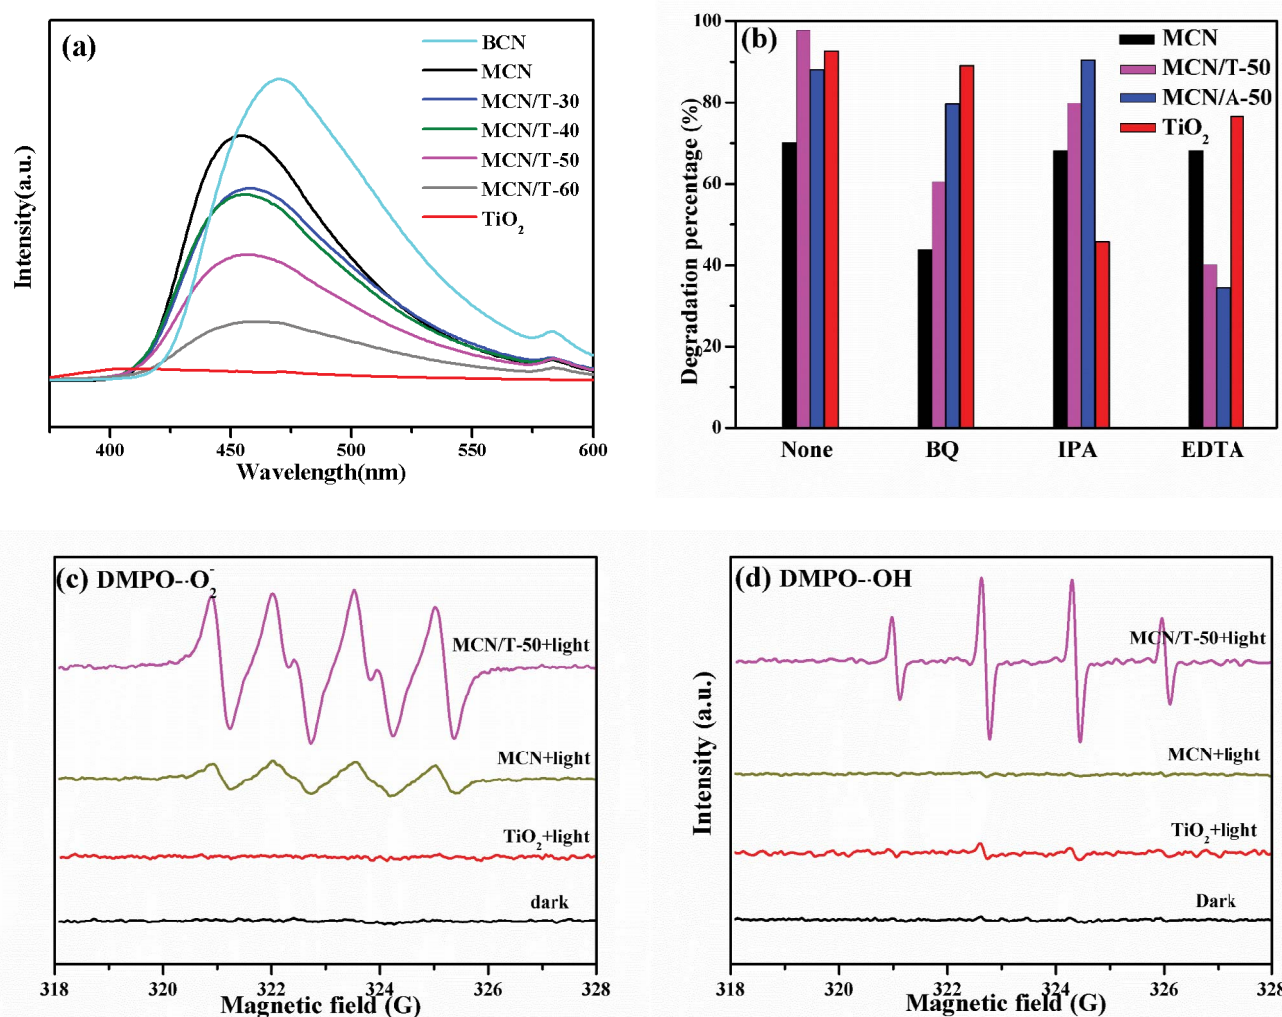 (a)
BCN
MCN
MCN/T-30
MCN/T-40
MCN/T-50
MCN/T-60
TiO2
Intensity(a.u.)
400 450 500 550 600
Wavelength(nm)
(b)
MCN
MCN/T-50
MCN/A-50
TiO2
Degradation percentage (%)
100
80
60
40
20
0
None BQ IPA EDTA
(c) DMPO-·O2-
MCN/T-50+light
MCN+light
TiO2+light
dark
318 320 322 324 326 328
Magnetic field (G)
(d) DMPO-·OH
MCN/T-50+light
MCN+light
TiO2+light
Dark
Intensity (a.u.)
318 320 322 324 326 328
Magnetic field (G)